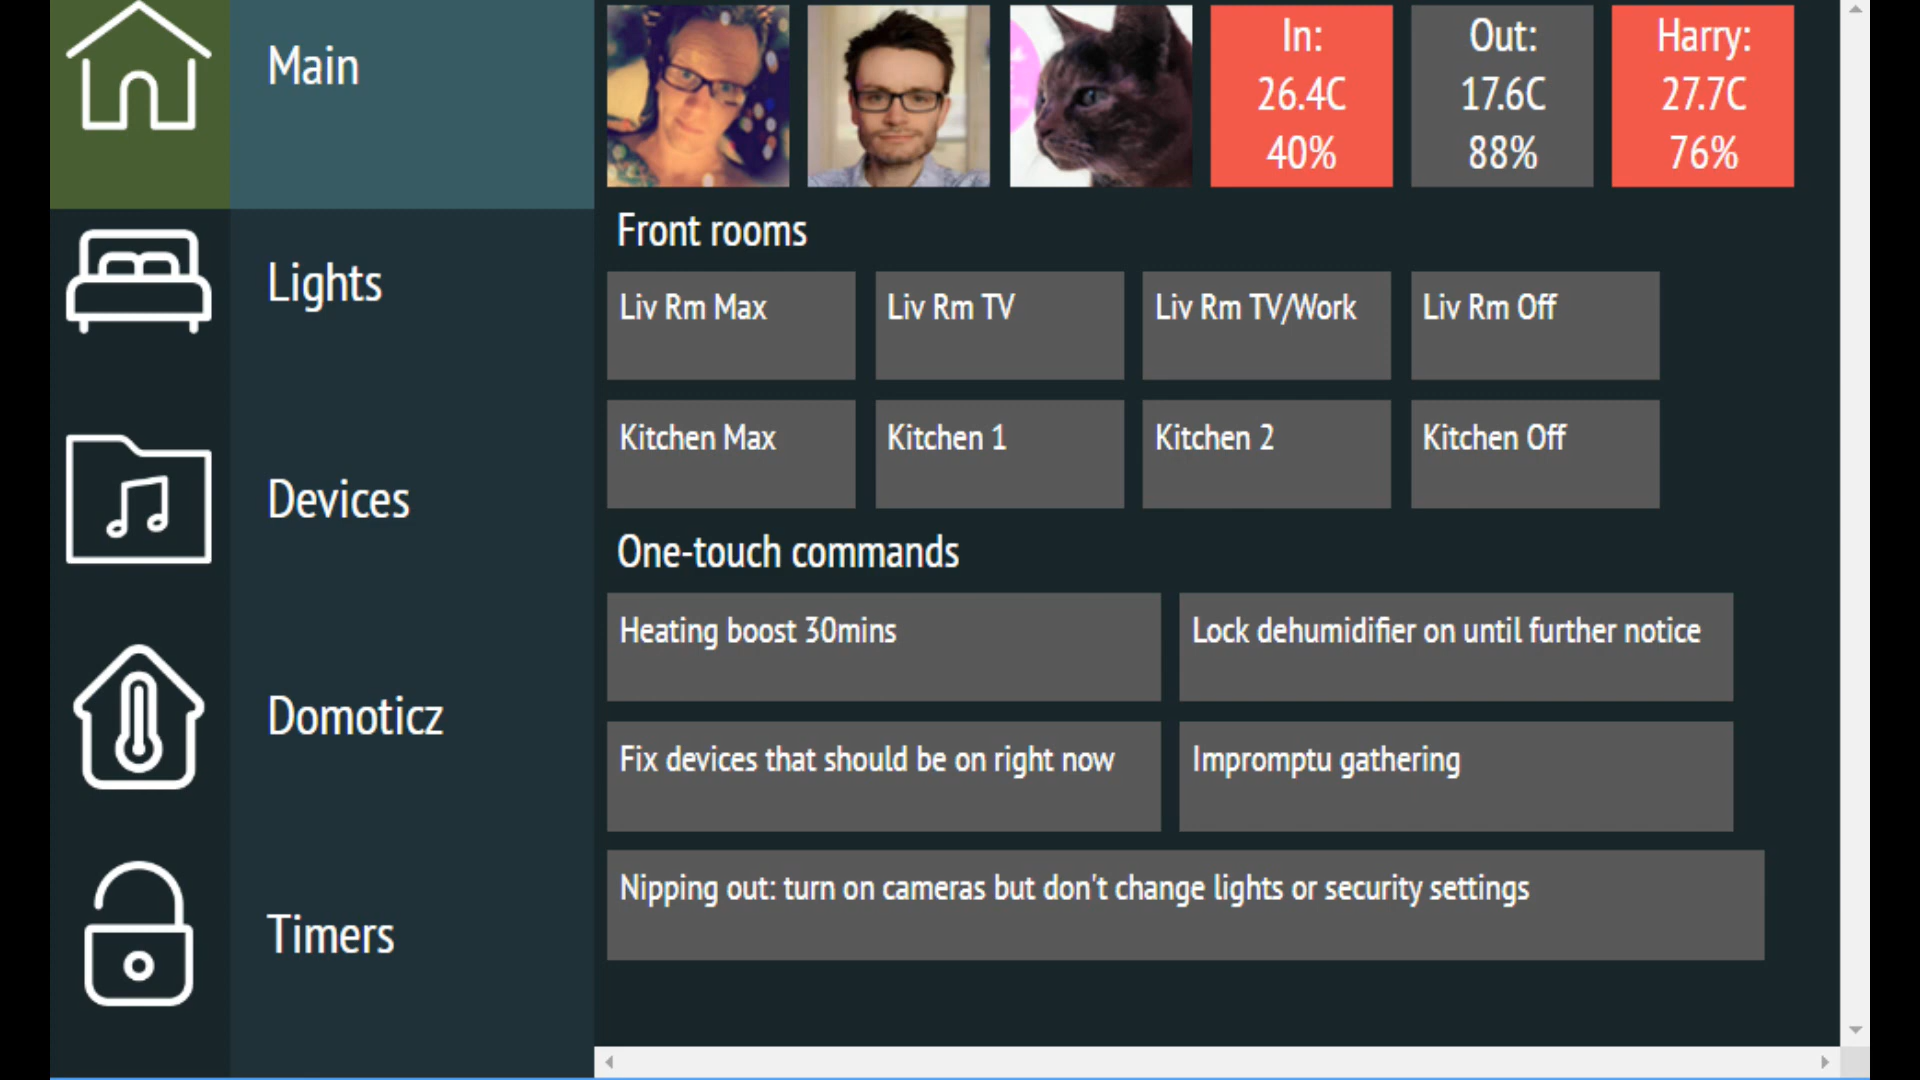 Main
Lights
Devices
Domoticz
Timers
In:
26.4C
40%
Out:
17.6C
88%
Harry:
27.7C
76%
Front rooms
Liv Rm Max
Liv Rm TV
Liv Rm TV/Work
Liv Rm Off
Kitchen Max
Kitchen 1
Kitchen 2
Kitchen Off
One-touch commands
Heating boost 30mins
Lock dehumidifier on until further notice
Fix devices that should be on right now
Impromptu gathering
Nipping out: turn on cameras but don't change lights or security settings